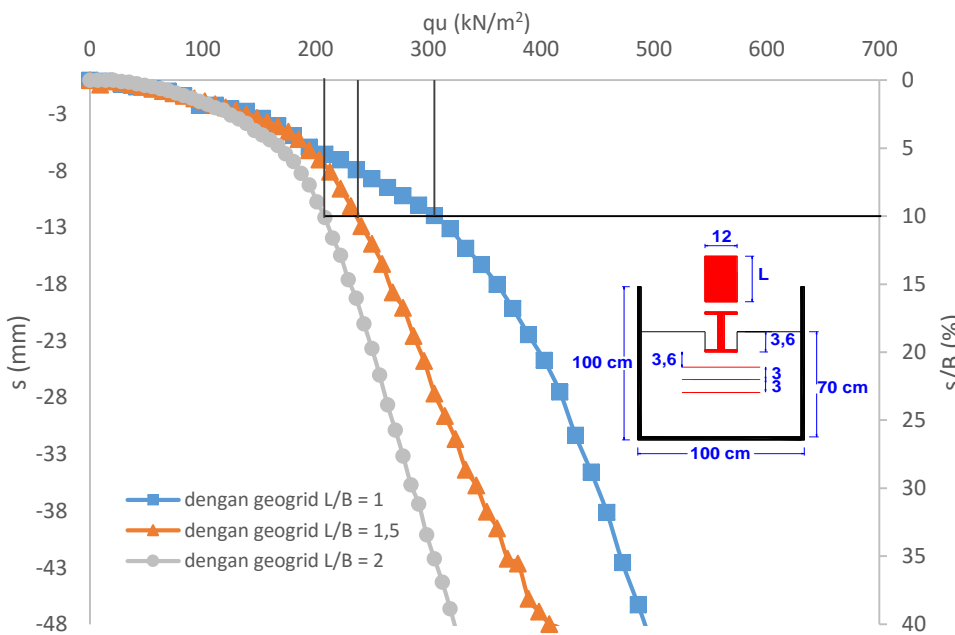 qu (kN/m²)
0 100 200 300 400 500 600 700
s (mm)
-3
-8
-13
-18
-23
-28
-33
-38
-43
-48
s/B (%)
0
5
10
15
20
25
30
35
40
12
L
3,6
3,6
3
3
100 cm
70 cm
100 cm
dengan geogrid L/B = 1
dengan geogrid L/B = 1,5
dengan geogrid L/B = 2